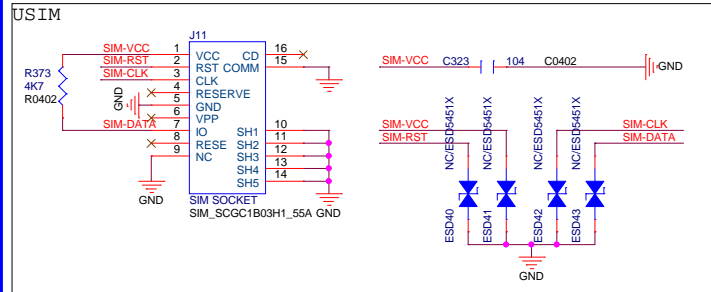 USIM
J11
SIM-VCC 1 VCC CD 16
SIM-RST 2 RST COMM 15
SIM-CLK 3 CLK
4 RESERVE
GND 5 GND
6 VPP
SIM-DATA 7 IO SH1 10
8 RESE SH2 11
9 NC SH3 12
SH4 13
SH5 14
R373
4K7
R0402
GND
SIM SOCKET
SIM_SCGC1B03H1_55A GND
SIM-VCC C323 104 C0402 GND
SIM-VCC
SIM-RST
SIM-CLK
SIM-DATA
NC/ESD5451X
NC/ESD5451X
NC/ESD5451X
NC/ESD5451X
ESD40
ESD41
ESD42
ESD43
GND